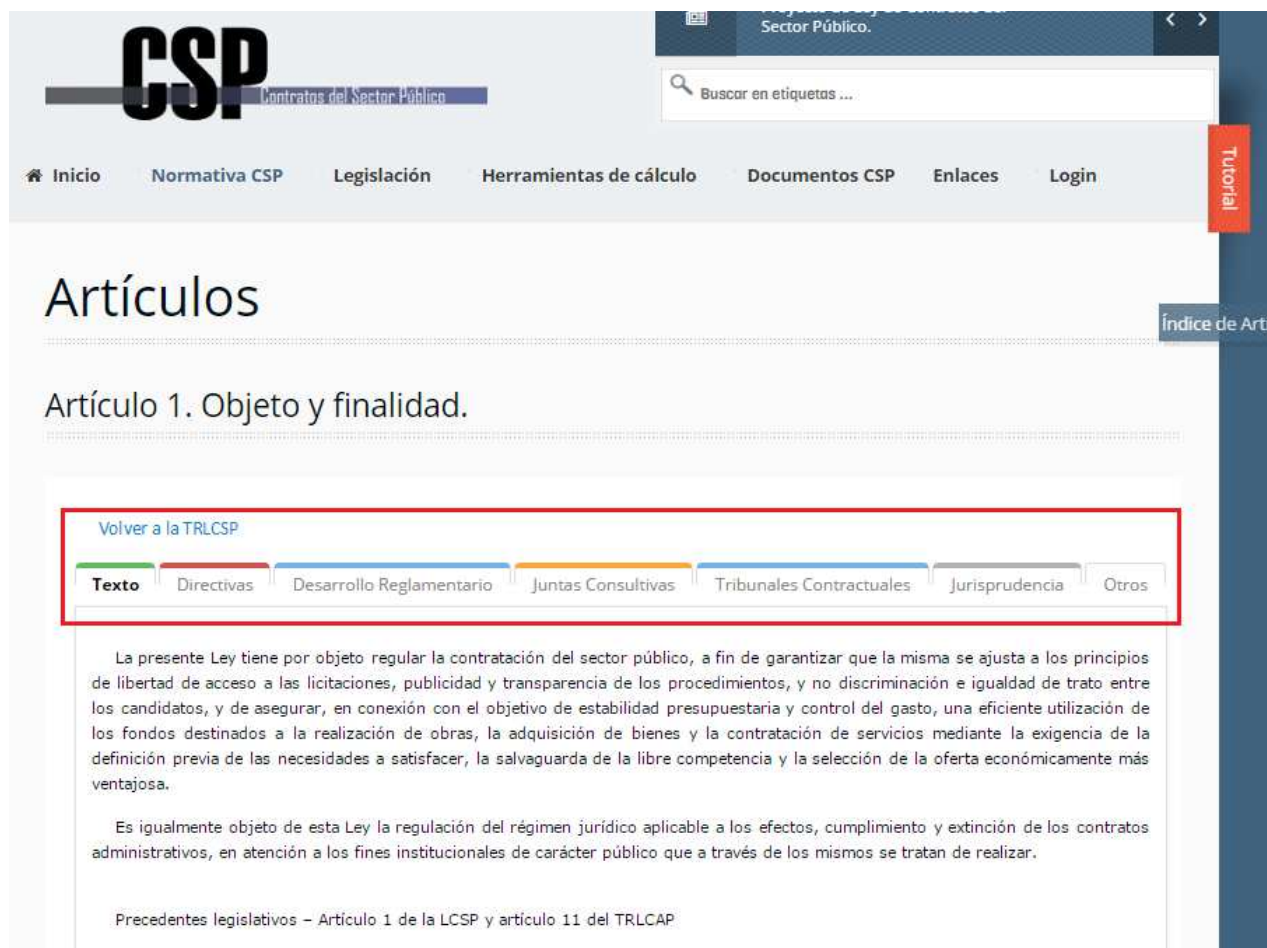 Sector Público.
CSP
Contratos del Sector Público
Buscar en etiquetas ...
Tutorial
Inicio Normativa CSP Legislación Herramientas de cálculo Documentos CSP Enlaces Login
Artículos
Índice de Art
Artículo 1. Objeto y finalidad.
Volver a la TRLCSP
Texto Directivas Desarrollo Reglamentario Juntas Consultivas Tribunales Contractuales Jurisprudencia Otros
La presente Ley tiene por objeto regular la contratación del sector público, a fin de garantizar que la misma se ajusta a los principios
de libertad de acceso a las licitaciones, publicidad y transparencia de los procedimientos, y no discriminación e igualdad de trato entre
los candidatos, y de asegurar, en conexión con el objetivo de estabilidad presupuestaria y control del gasto, una eficiente utilización de
los fondos destinados a la realización de obras, la adquisición de bienes y la contratación de servicios mediante la exigencia de la
definición previa de las necesidades a satisfacer, la salvaguarda de la libre competencia y la selección de la oferta económicamente más
ventajosa.
Es igualmente objeto de esta Ley la regulación del régimen jurídico aplicable a los efectos, cumplimiento y extinción de los contratos
administrativos, en atención a los fines institucionales de carácter público que a través de los mismos se tratan de realizar.
Precedentes legislativos – Artículo 1 de la LCSP y artículo 11 del TRLCAP